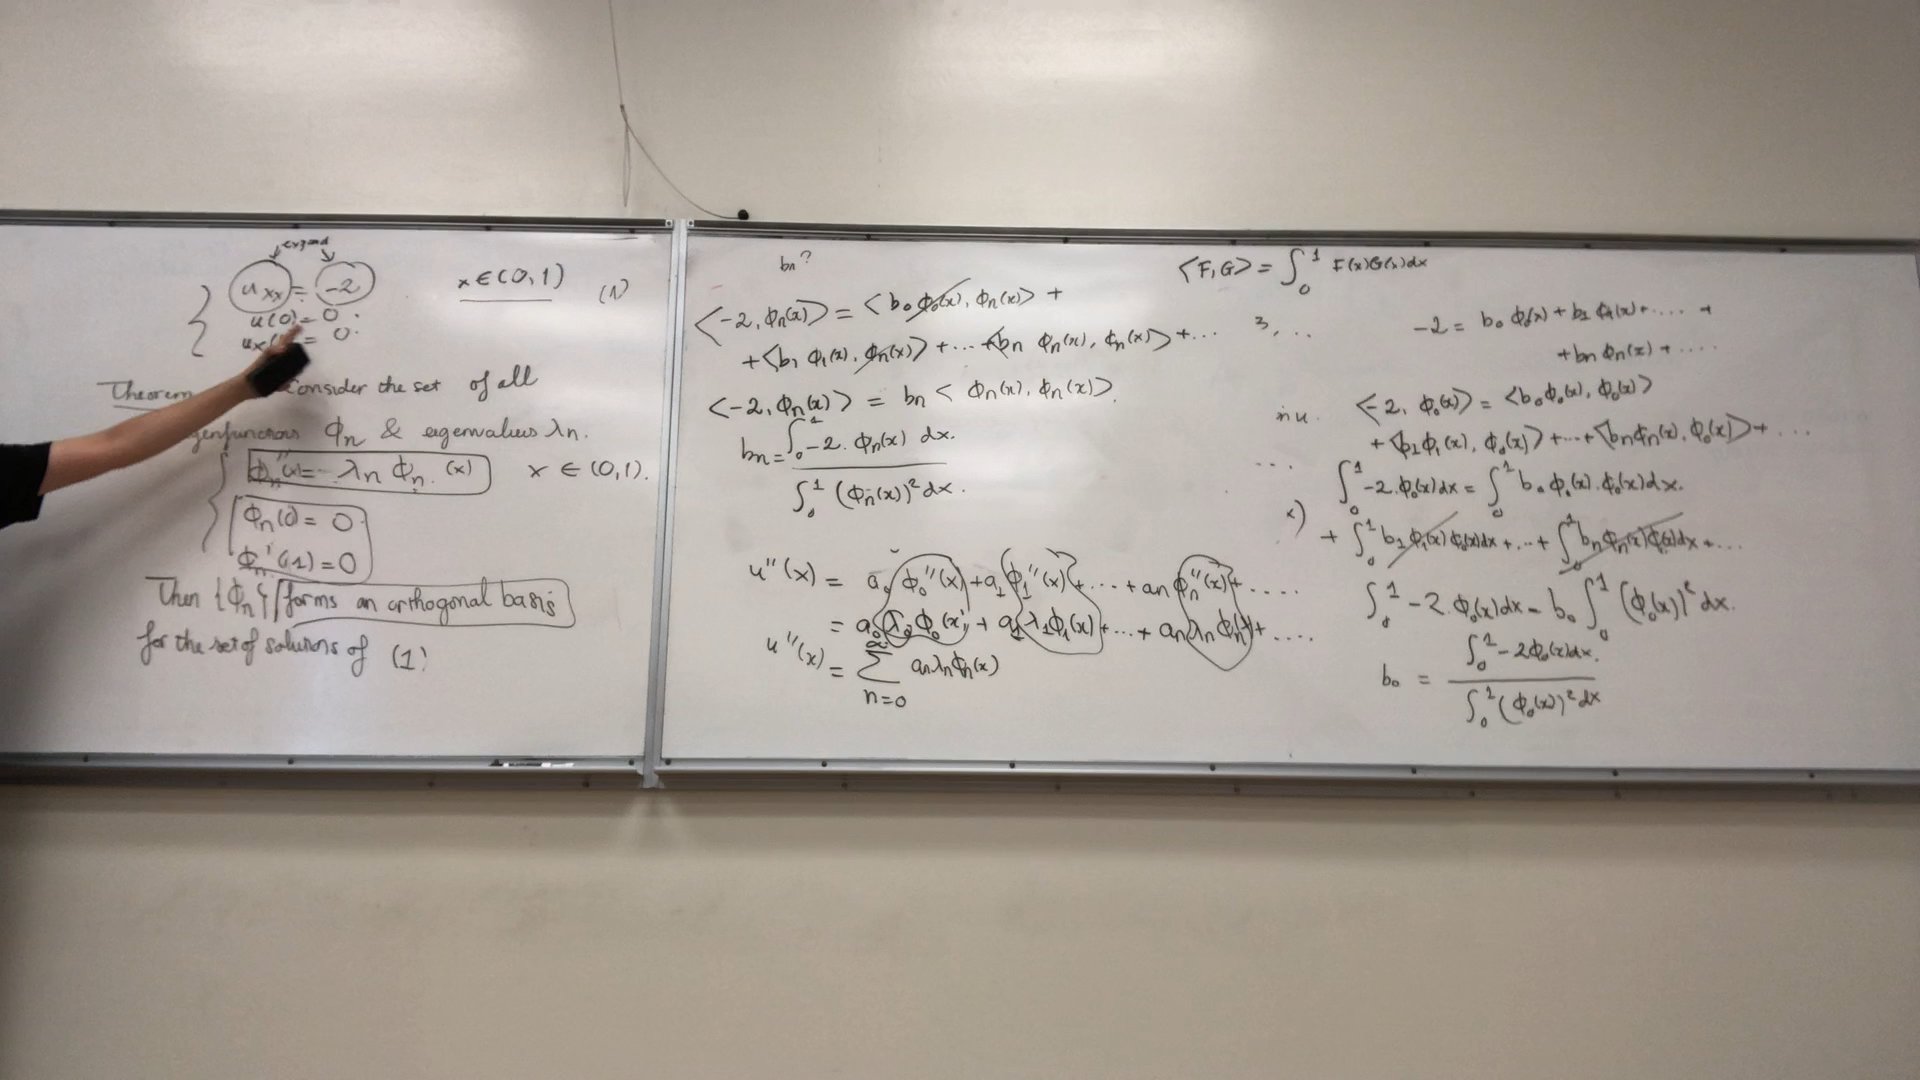 expand
u_xx = -2 x ∈ (0,1) (1)
u(0) = 0
= 0.
Theorem Consider the set of all
genfunctions ϕ_n & eigenvalues λ_n.
ϕ_n''(x) = λ_n ϕ_n (x) x ∈ (0,1).
ϕ_n(0) = 0
ϕ_n'(1) = 0
Then {ϕ_n} forms an orthogonal basis
for the set of solutions of (1)
b_n?
<-2, ϕ_n(x)> = <b_0 ϕ_0(x), ϕ_n(x)> +
+ <b_1 ϕ_1(x), ϕ_n(x)> + ... + <b_n ϕ_n(x), ϕ_n(x)> + ...
<-2, ϕ_n(x)> = b_n < ϕ_n(x), ϕ_n(x)>.
b_n = ∫_0^1 -2. ϕ_n(x) dx.
∫_0^1 (ϕ_n(x))^2 dx.
u''(x) = a_0 ϕ_0''(x) + a_1 ϕ_1''(x) + ... + a_n ϕ_n''(x) + ....
= a_0 λ_0 ϕ_0(x) + a_1 λ_1 ϕ_1(x) + ... + a_n λ_n ϕ_n(x) + ....
u''(x) = ∑_{n=0}^∞ a_n λ_n ϕ_n(x)
<F,G> = ∫_0^1 F(x)G(x)dx
-2 = b_0 ϕ_0(x) + b_1 ϕ_1(x) + .... +
+ b_n ϕ_n(x) + ....
<-2, ϕ_0(x)> = <b_0 ϕ_0(x), ϕ_0(x)>
+ <b_1 ϕ_1(x), ϕ_0(x)> + ... + <b_n ϕ_n(x), ϕ_0(x)> + ...
∫_0^1 -2.ϕ_0(x)dx = ∫_0^1 b_0 ϕ_0(x).ϕ_0(x)dx.
+ ∫_0^1 b_1 ϕ_1(x) ϕ_0(x)dx + ... + ∫_0^1 b_n ϕ_n(x) ϕ_0(x)dx + ...
∫_0^1 -2.ϕ_0(x)dx = b_0 ∫_0^1 (ϕ_0(x))^2 dx.
b_0 = ∫_0^1 -2ϕ_0(x)dx.
∫_0^1 (ϕ_0(x))^2 dx